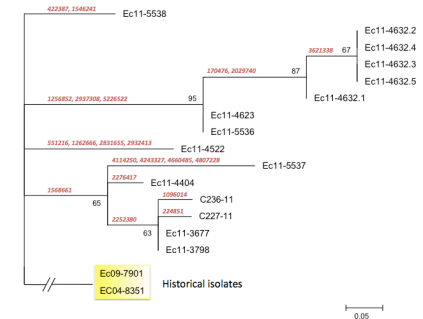 422387, 1546241
Ec11-5538
Ec11-4632.2
3621338
67
Ec11-4632.4
170476, 2029740
87
Ec11-4632.3
Ec11-4632.5
1256852, 2937308, 5226522
95
Ec11-4632.1
Ec11-4623
Ec11-5536
551216, 1262666, 2831655, 2932413
Ec11-4522
4114250, 4243327, 4660485, 4807228
Ec11-5537
2276417
Ec11-4404
1568661
65
1096014
C236-11
224851
C227-11
2252380
63
Ec11-3677
Ec11-3798
Ec09-7901
EC04-8351
Historical isolates
0.05